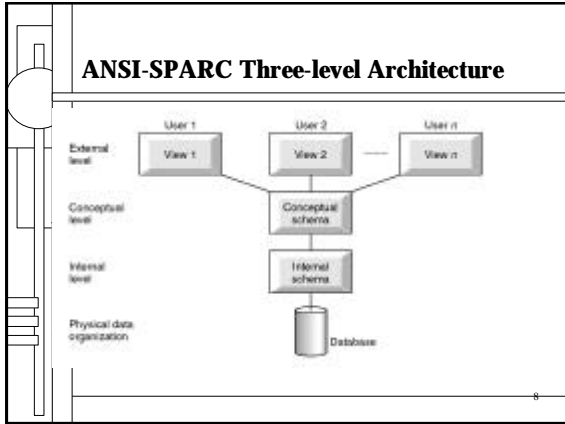 ANSI-SPARC Three-level Architecture
User 1 User 2 User n
External level
View 1 View 2 View n
Conceptual level
Conceptual schema
Internal level
Internal schema
Physical data organization
Database
8